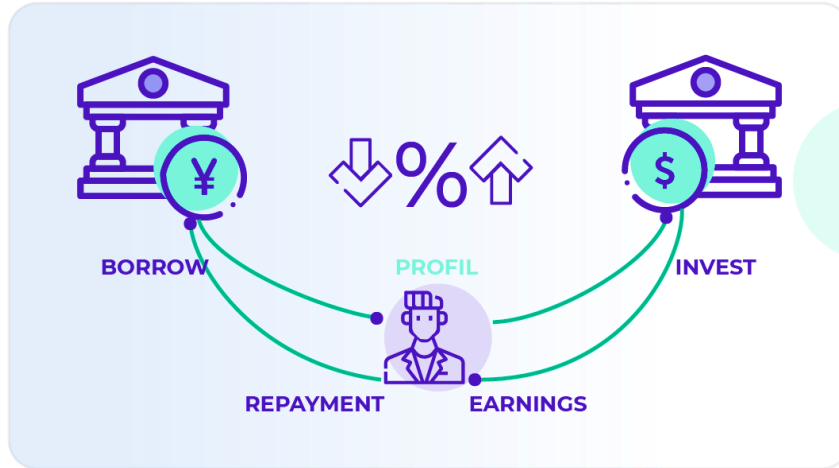 ¥
%
$
BORROW
PROFIL
INVEST
REPAYMENT
EARNINGS